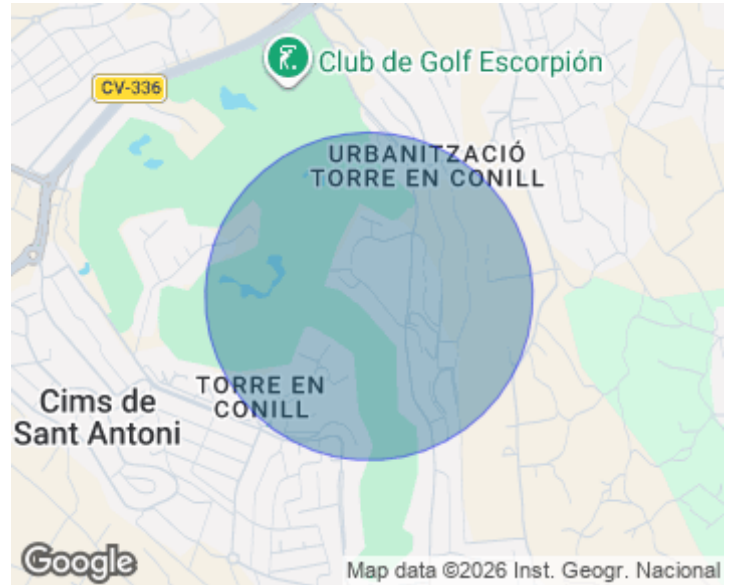 Club de Golf Escorpión
CV-336
URBANITZACIÓ
TORRE EN CONILL
TORRE EN
CONILL
Cims de
Sant Antoni
Google
Map data ©2026 Inst. Geogr. Nacional